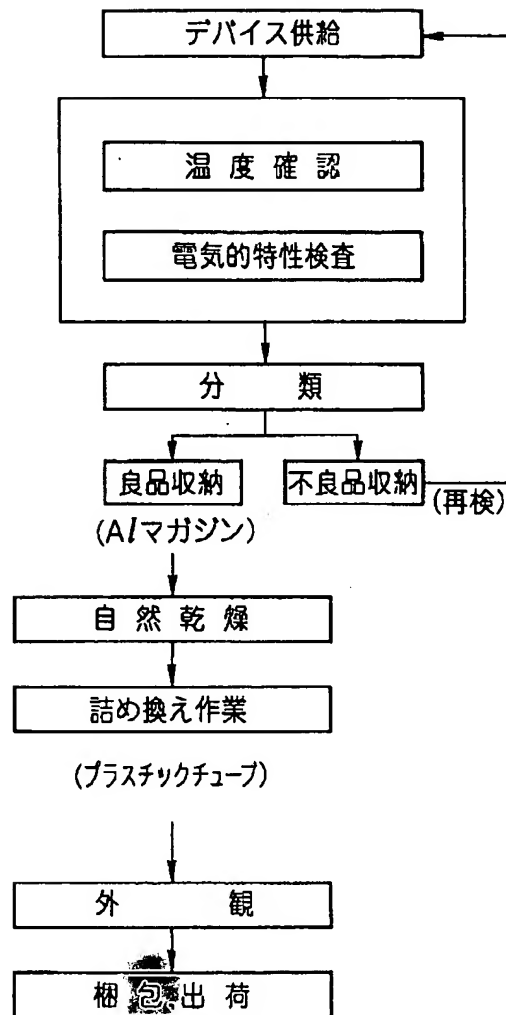 デバイス供給
温度確認
電気的特性検査
分類
良品収納
不良品収納
(再検)
(Alマガジン)
自然乾燥
詰め換え作業
(プラスチックチューブ)
外観
梱包出荷